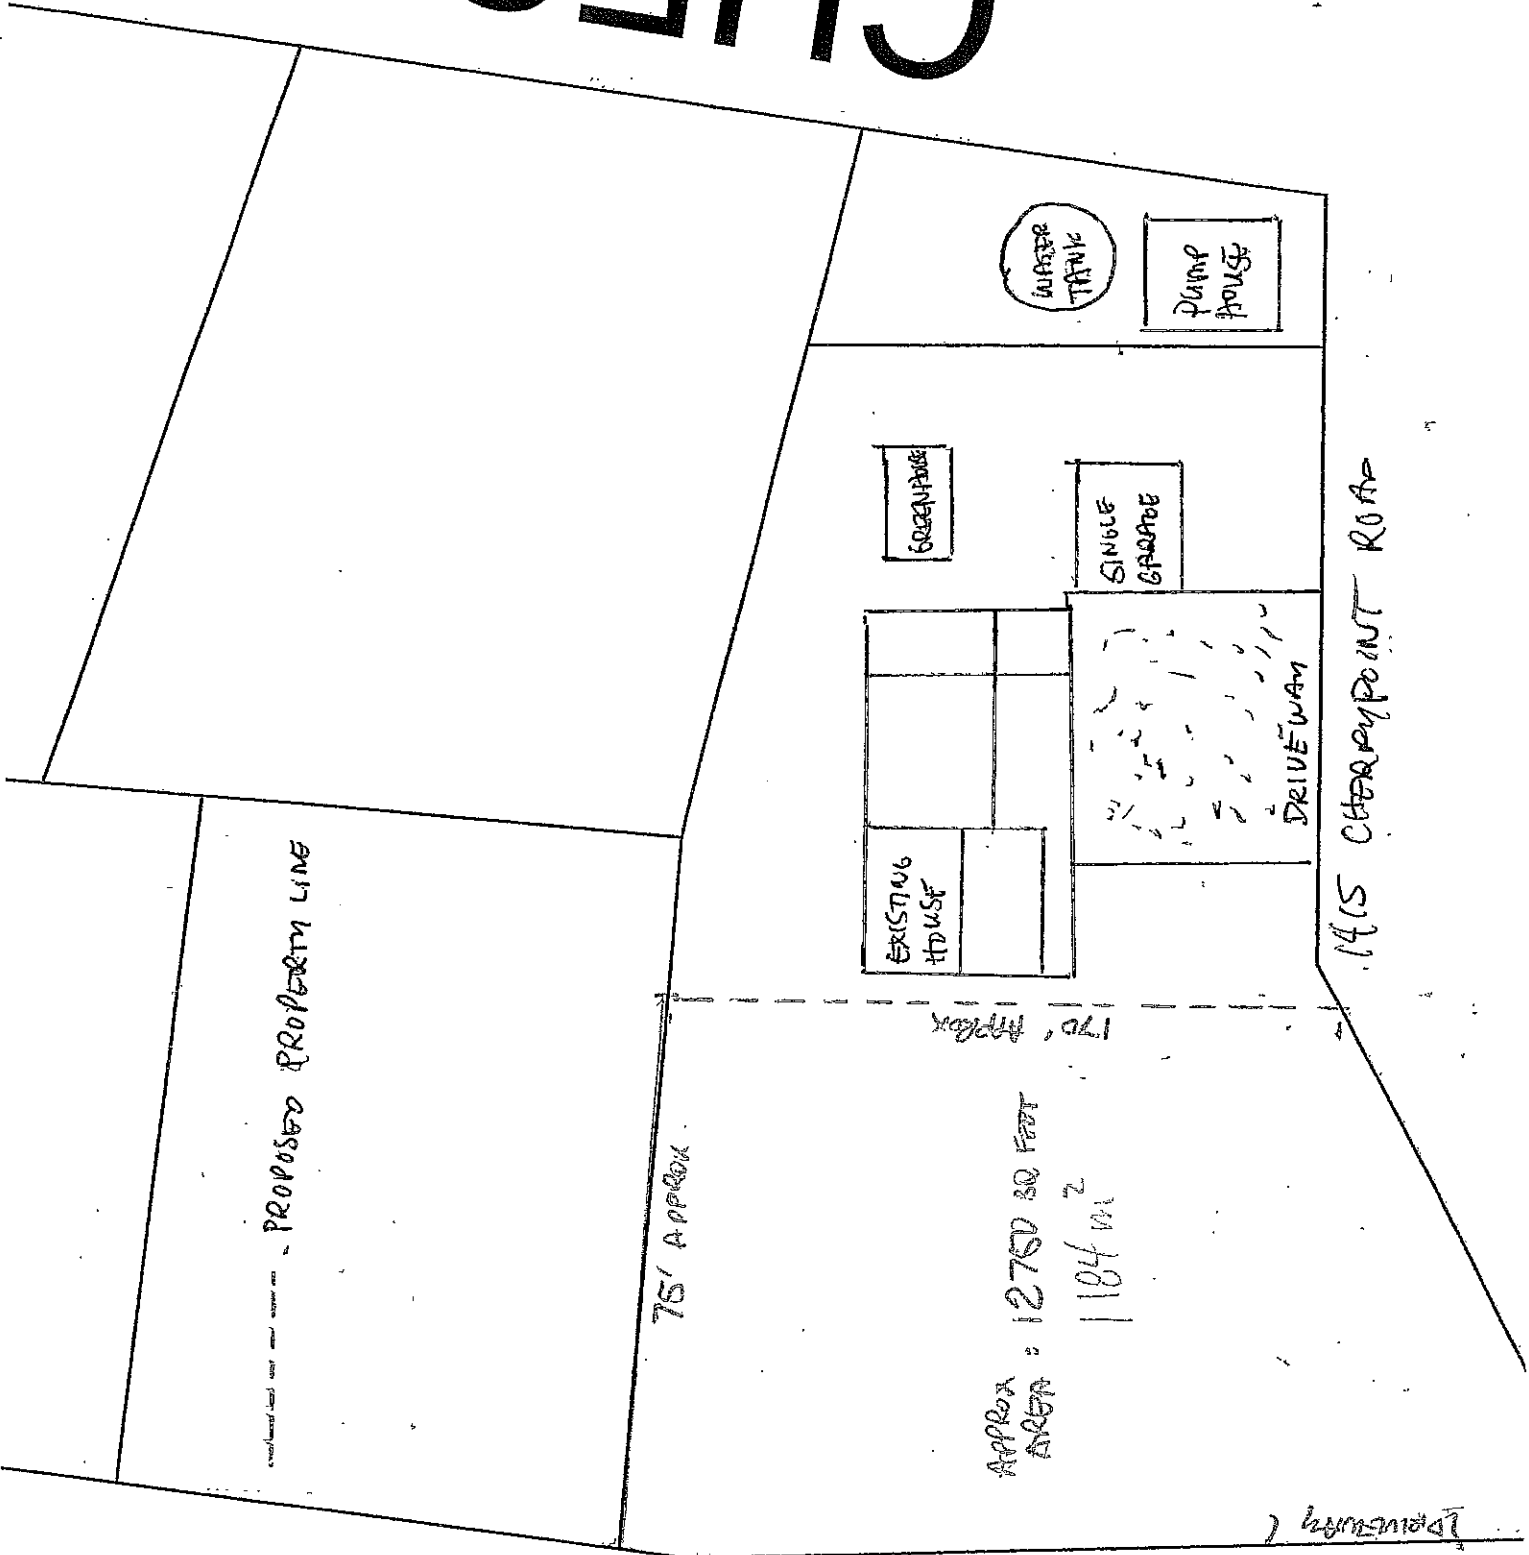 WATER
TANK
PUMP
HOUSE
GREENHOUSE
SINGLE
GARAGE
DRIVEWAY
EXISTING
HOUSE
1415 CHERRYPOINT ROAD
PROPOSED PROPERTY LINE
170' APPROX
75' APPROX.
APPROX
AREA : 12750 SQ FEET
1184 m²
DRIVEWAY